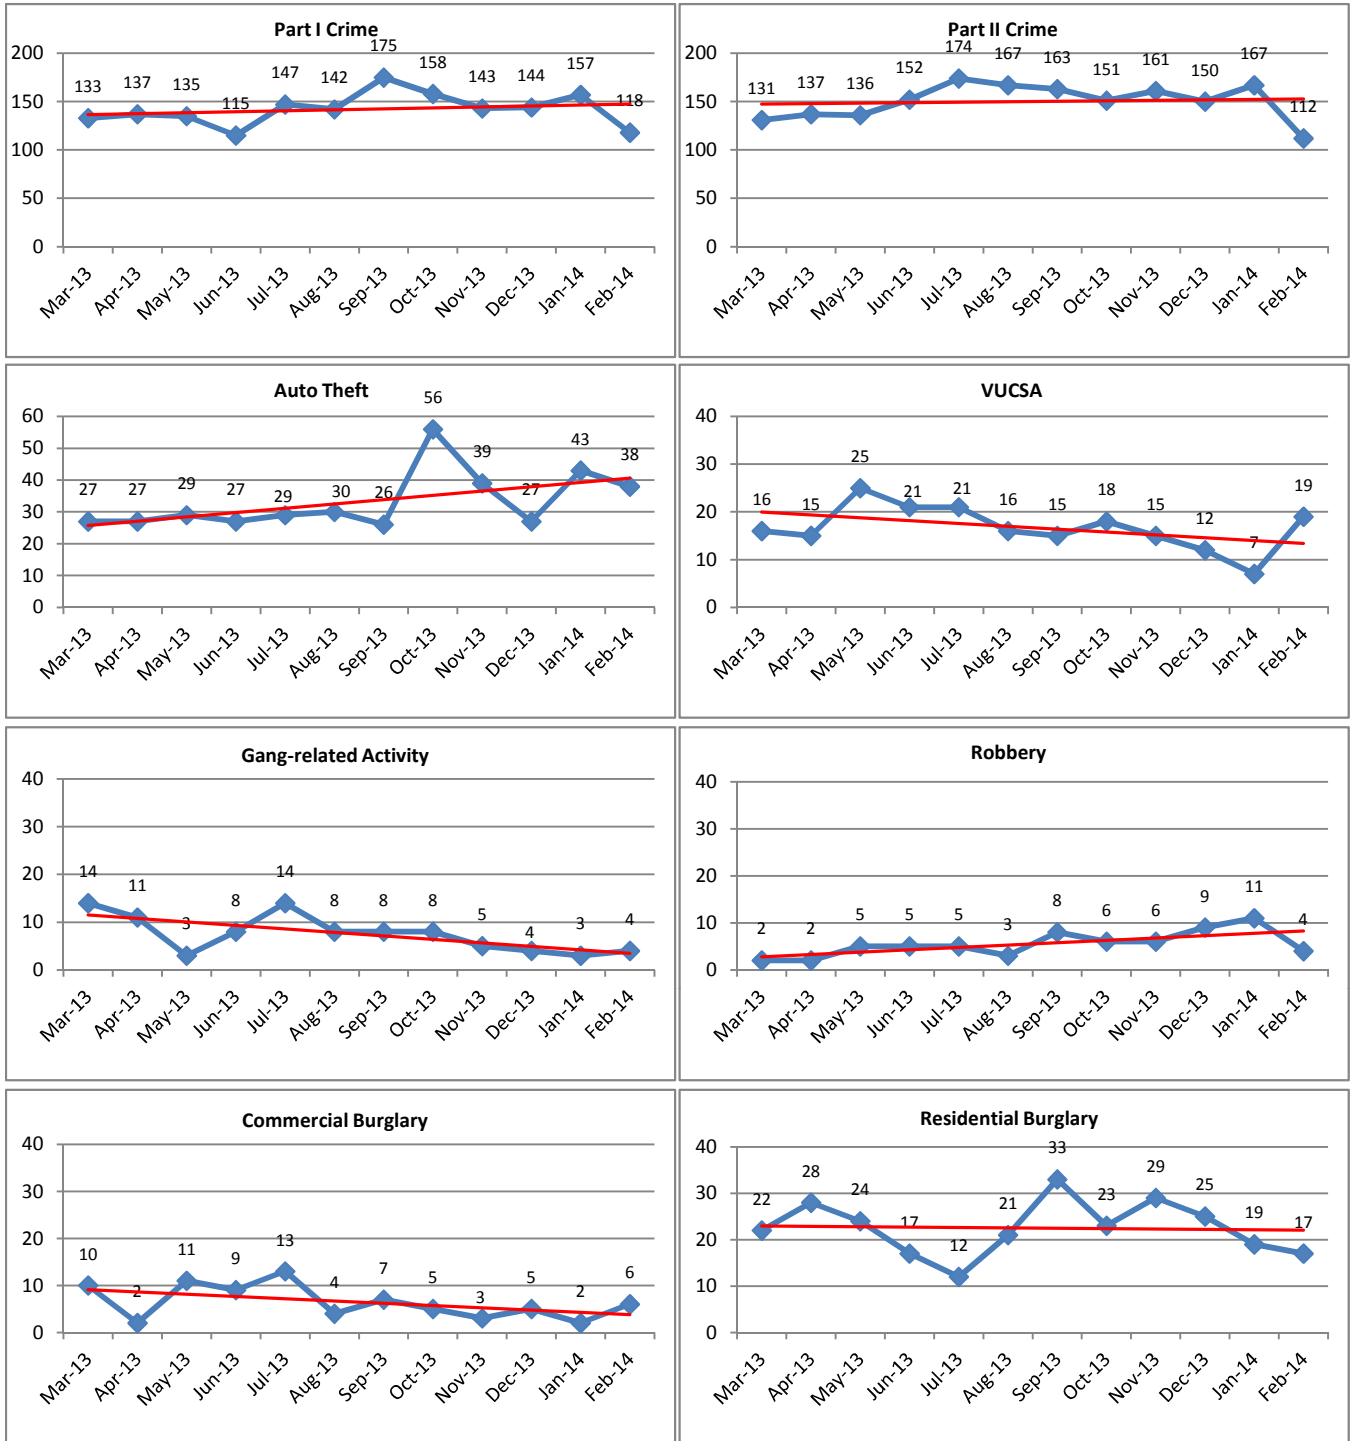 Part I Crime
200
150
100
50
0
133 137 135 115 147 142 175 158 143 144 157 118
Mar-13 Apr-13 May-13 Jun-13 Jul-13 Aug-13 Sep-13 Oct-13 Nov-13 Dec-13 Jan-14 Feb-14
Part II Crime
200
150
100
50
0
131 137 136 152 174 167 163 151 161 150 167 112
Mar-13 Apr-13 May-13 Jun-13 Jul-13 Aug-13 Sep-13 Oct-13 Nov-13 Dec-13 Jan-14 Feb-14
Auto Theft
60
50
40
30
20
10
0
27 27 29 27 29 30 26 56 39 27 43 38
Mar-13 Apr-13 May-13 Jun-13 Jul-13 Aug-13 Sep-13 Oct-13 Nov-13 Dec-13 Jan-14 Feb-14
VUCSA
40
30
20
10
0
16 15 25 21 21 16 15 18 15 12 7 19
Mar-13 Apr-13 May-13 Jun-13 Jul-13 Aug-13 Sep-13 Oct-13 Nov-13 Dec-13 Jan-14 Feb-14
Gang-related Activity
40
30
20
10
0
14 11 3 8 14 8 8 8 5 4 3 4
Mar-13 Apr-13 May-13 Jun-13 Jul-13 Aug-13 Sep-13 Oct-13 Nov-13 Dec-13 Jan-14 Feb-14
Robbery
40
30
20
10
0
2 2 5 5 5 3 8 6 6 9 11 4
Mar-13 Apr-13 May-13 Jun-13 Jul-13 Aug-13 Sep-13 Oct-13 Nov-13 Dec-13 Jan-14 Feb-14
Commercial Burglary
40
30
20
10
0
10 2 11 9 13 4 7 5 3 5 2 6
Mar-13 Apr-13 May-13 Jun-13 Jul-13 Aug-13 Sep-13 Oct-13 Nov-13 Dec-13 Jan-14 Feb-14
Residential Burglary
40
30
20
10
0
22 28 24 17 12 21 33 23 29 25 19 17
Mar-13 Apr-13 May-13 Jun-13 Jul-13 Aug-13 Sep-13 Oct-13 Nov-13 Dec-13 Jan-14 Feb-14